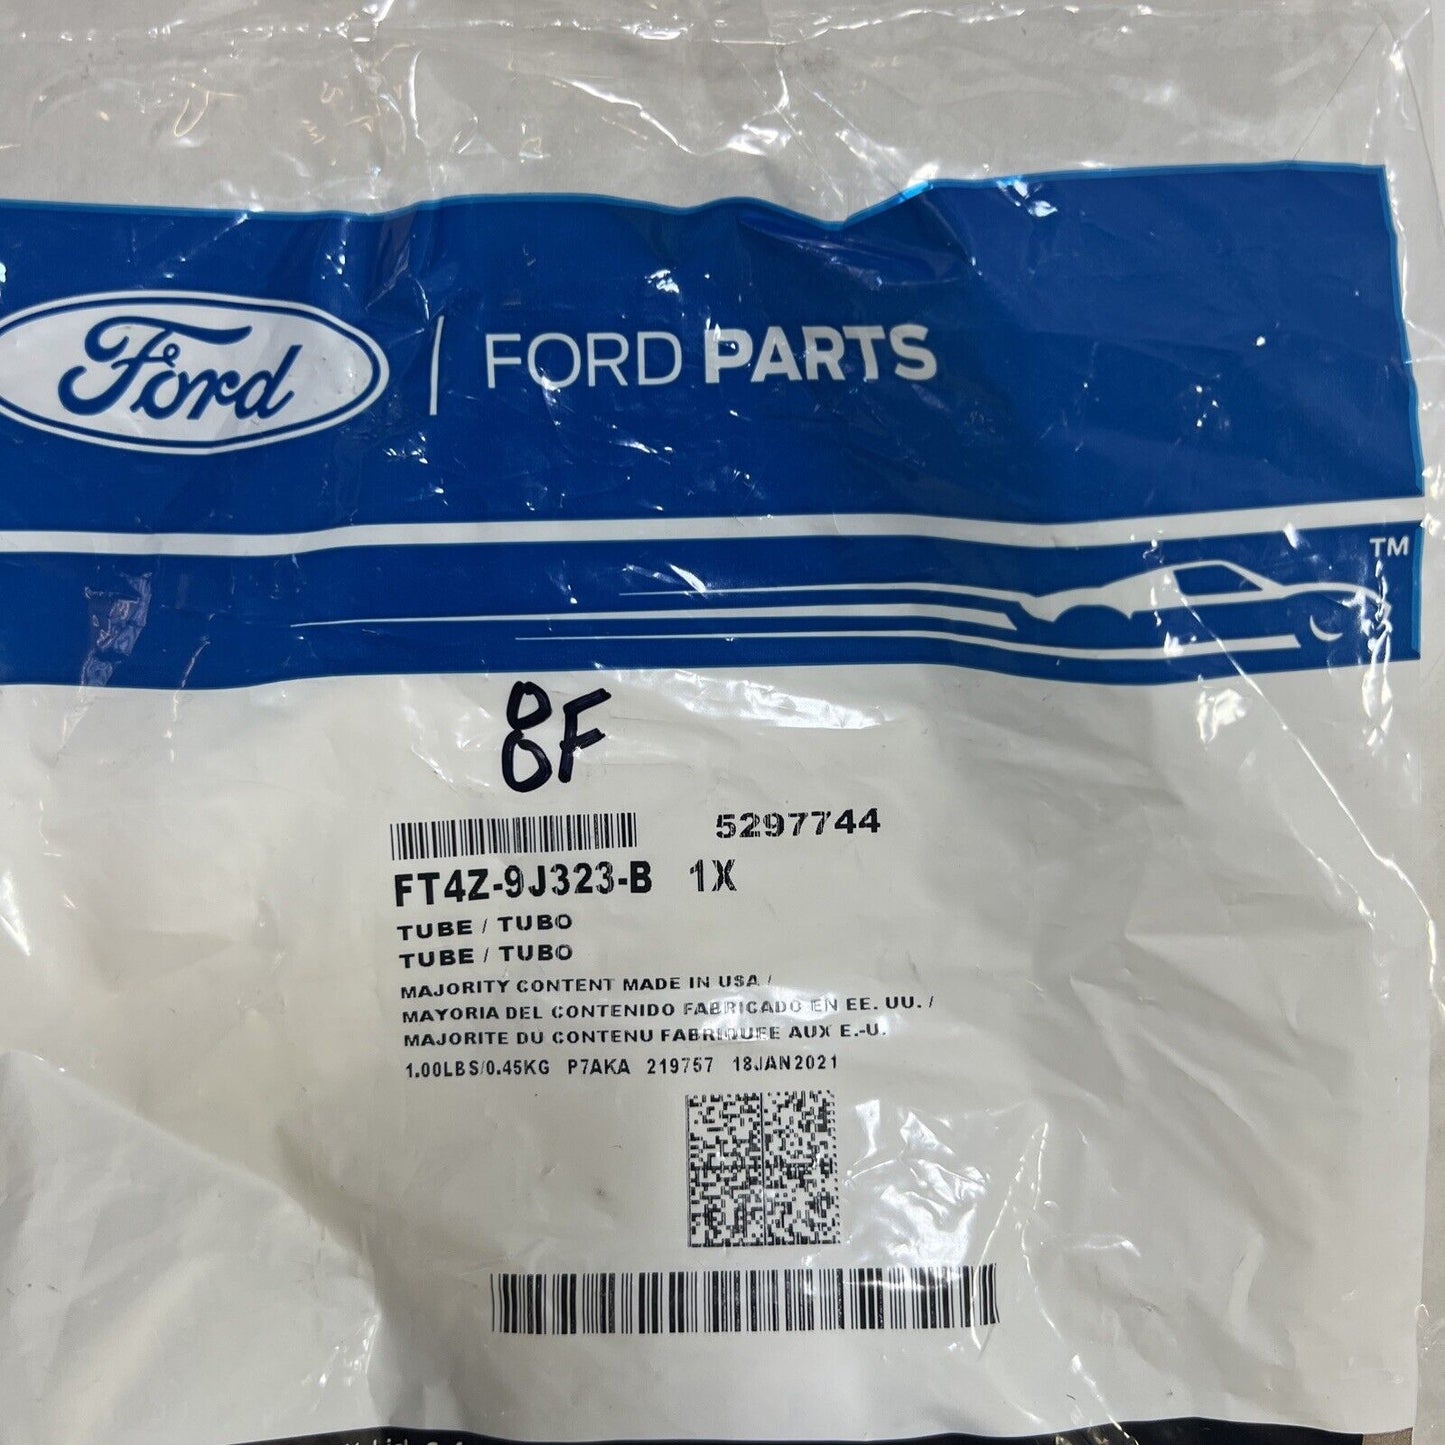 Ford | FORD PARTS
TM
8F
5297744
FT4Z-9J323-B 1X
TUBE / TUBO
TUBE / TUBO
MAJORITY CONTENT MADE IN USA /
MAYORIA DEL CONTENIDO FABRICADO EN EE. UU. /
MAJORITE DU CONTENU FABRIQUEE AUX E.-U.
1.00LBS/0.45KG P7AKA 219757 18JAN2021